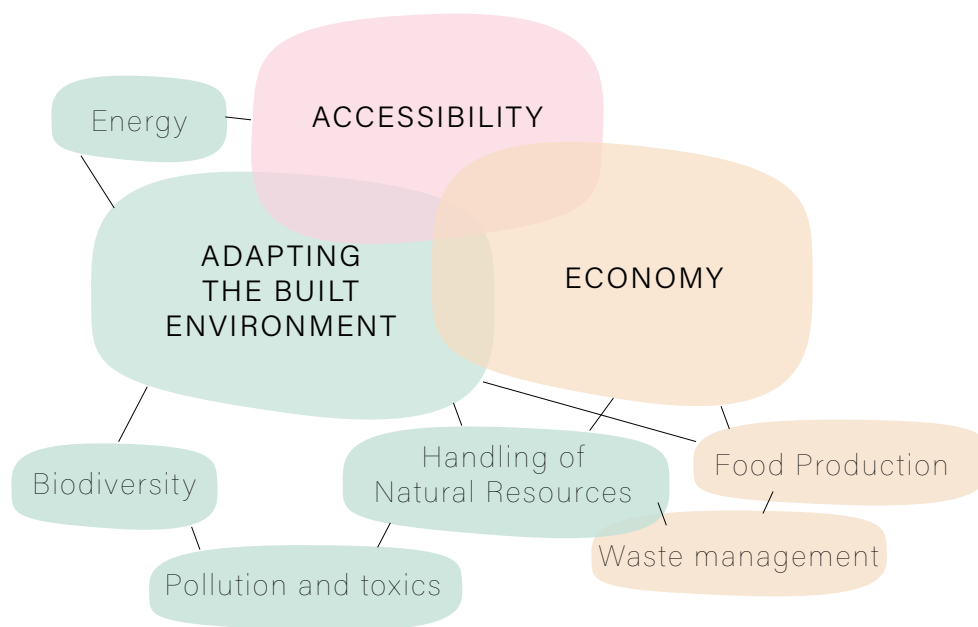 ACCESSIBILITY
Energy
ADAPTING
THE BUILT
ENVIRONMENT
ECONOMY
Handling of
Natural Resources
Food Production
Biodiversity
Waste management
Pollution and toxics